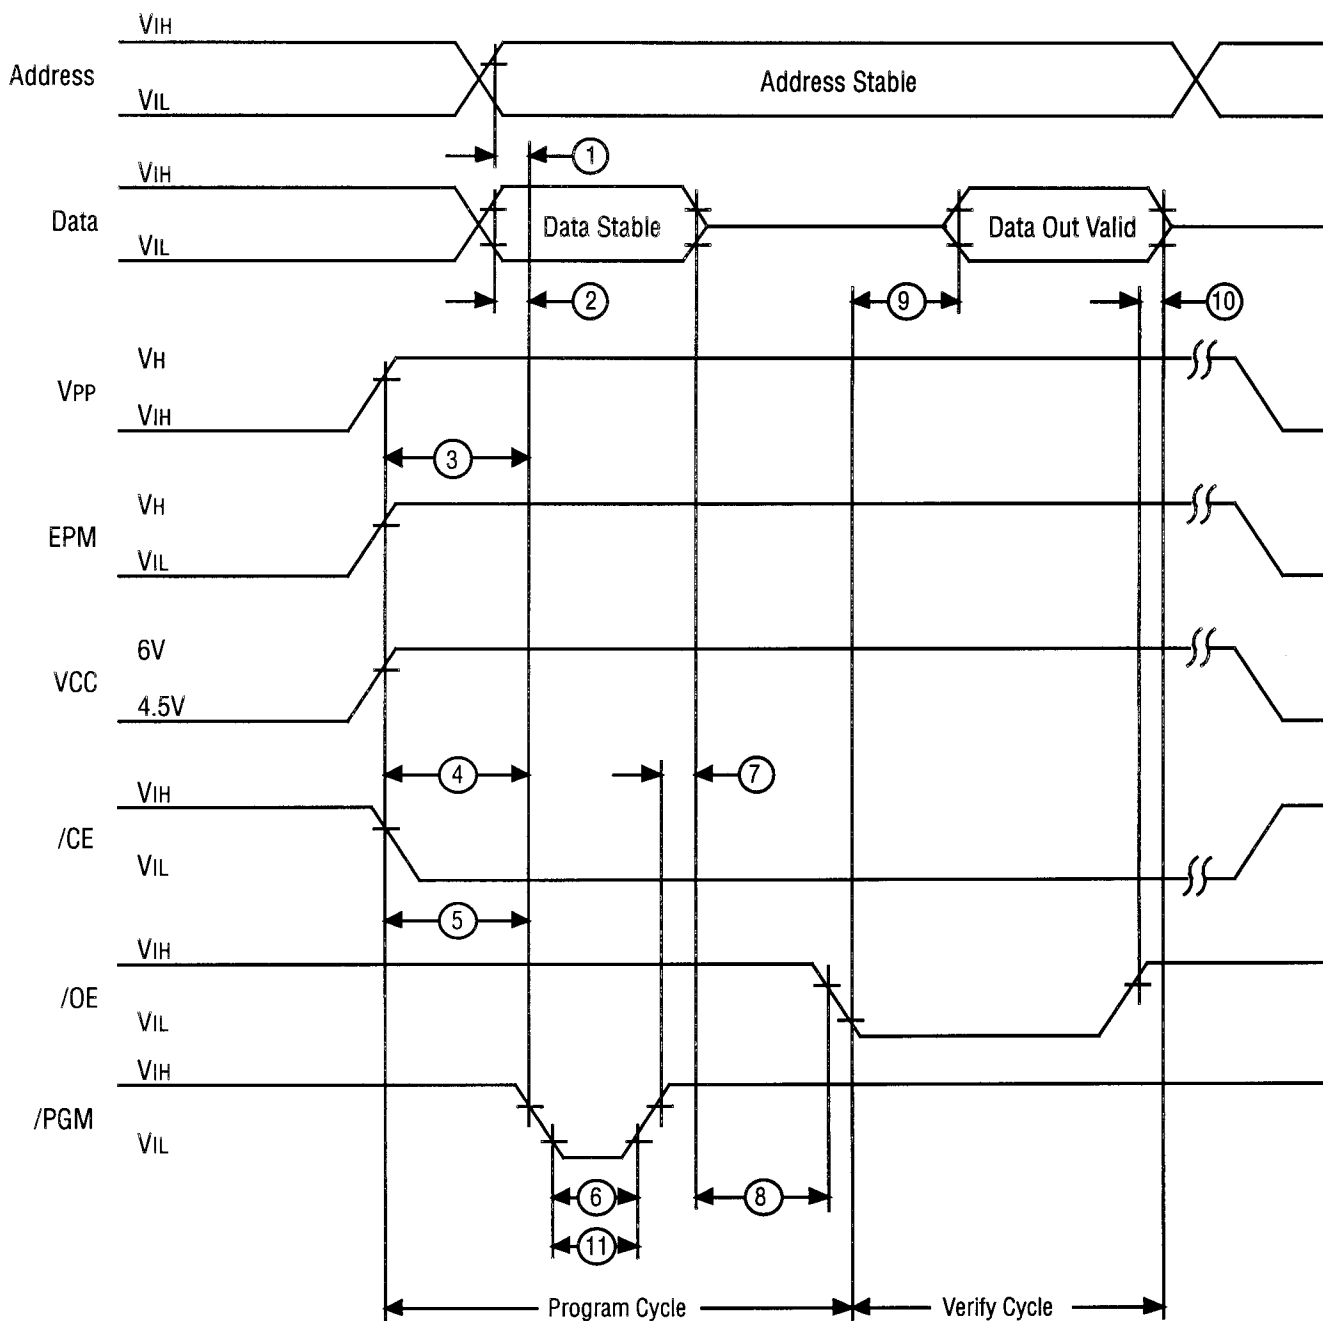 VIH
Address
Address Stable
VIL
1
VIH
Data
Data Stable
Data Out Valid
VIL
2
9
10
VH
VPP
VIH
3
VH
EPM
VIL
6V
VCC
4.5V
4
7
VIH
/CE
VIL
5
VIH
/OE
VIL
VIH
/PGM
VIL
6
8
11
Program Cycle
Verify Cycle